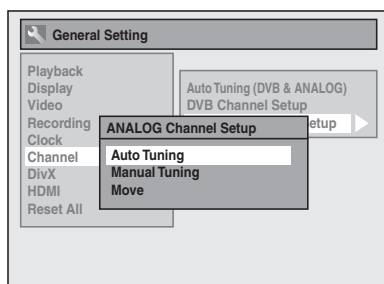 General Setting
Playback
Display
Video
Recording
Clock
Channel
DivX
HDMI
Reset All
Auto Tuning (DVB & ANALOG)
DVB Channel Setup
etup
ANALOG Channel Setup
Auto Tuning
Manual Tuning
Move